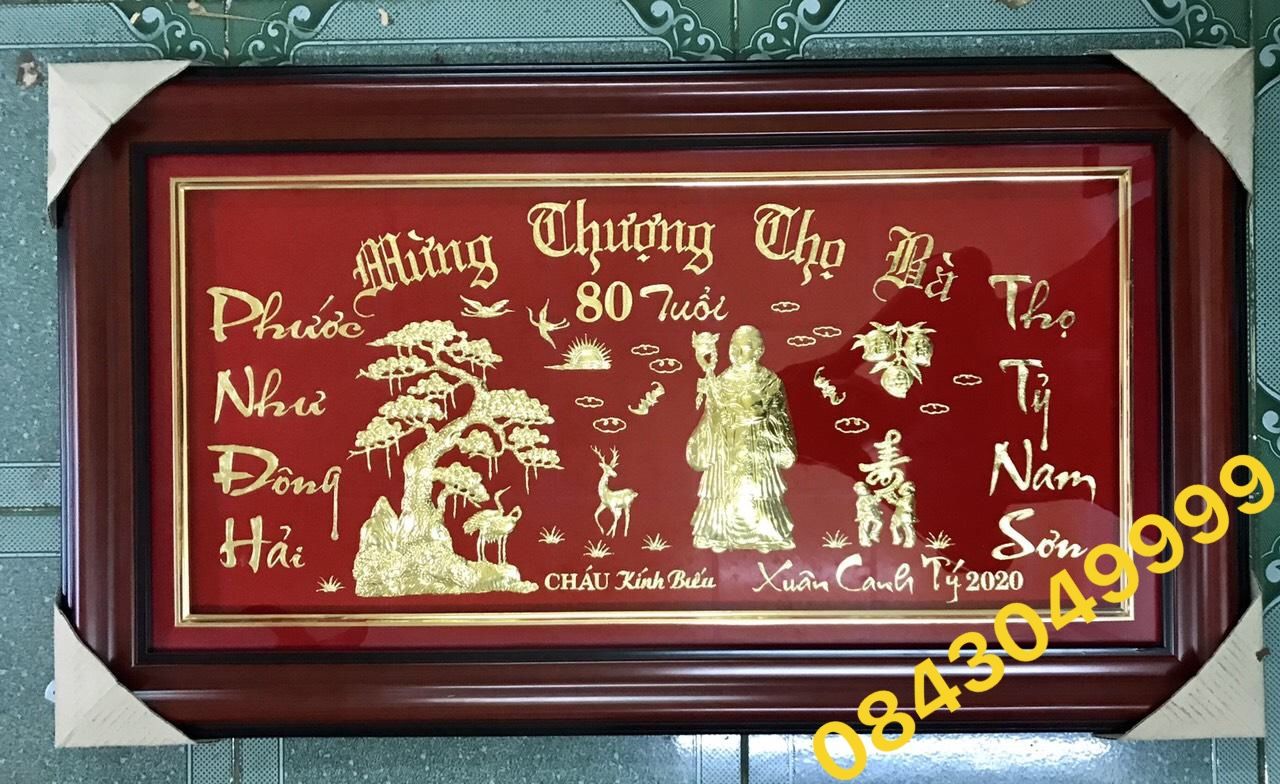 Mừng Thượng Thọ Bà
80 Tuổi
Phước
Như
Đông
Hải
Thọ
Tỷ
Nam
Sơn
壽
CHÁU Kính Biếu
Xuân Canh Tý 2020
0843049999